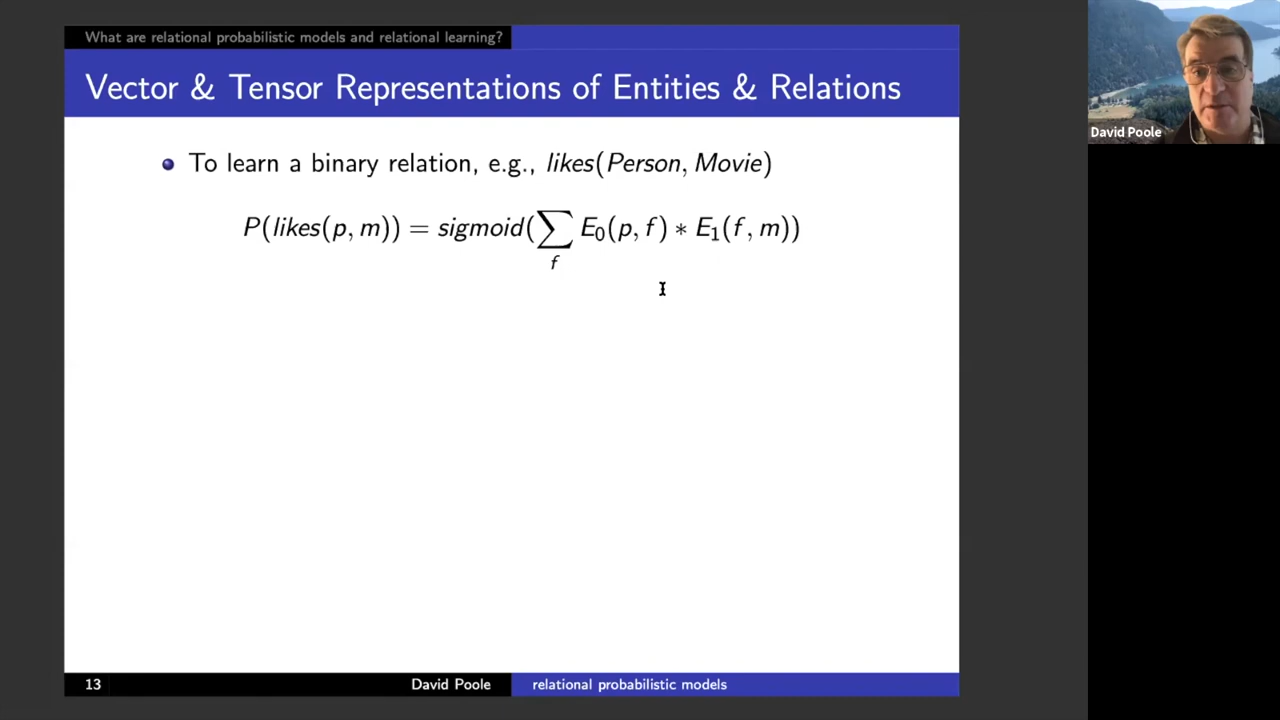 What are relational probabilistic models and relational learning?
Vector & Tensor Representations of Entities & Relations
To learn a binary relation, e.g., likes(Person, Movie)
P(likes(p, m)) = sigmoid(∑ E₀(p, f) ∗ E₁(f, m))
f
13 David Poole relational probabilistic models
David Poole